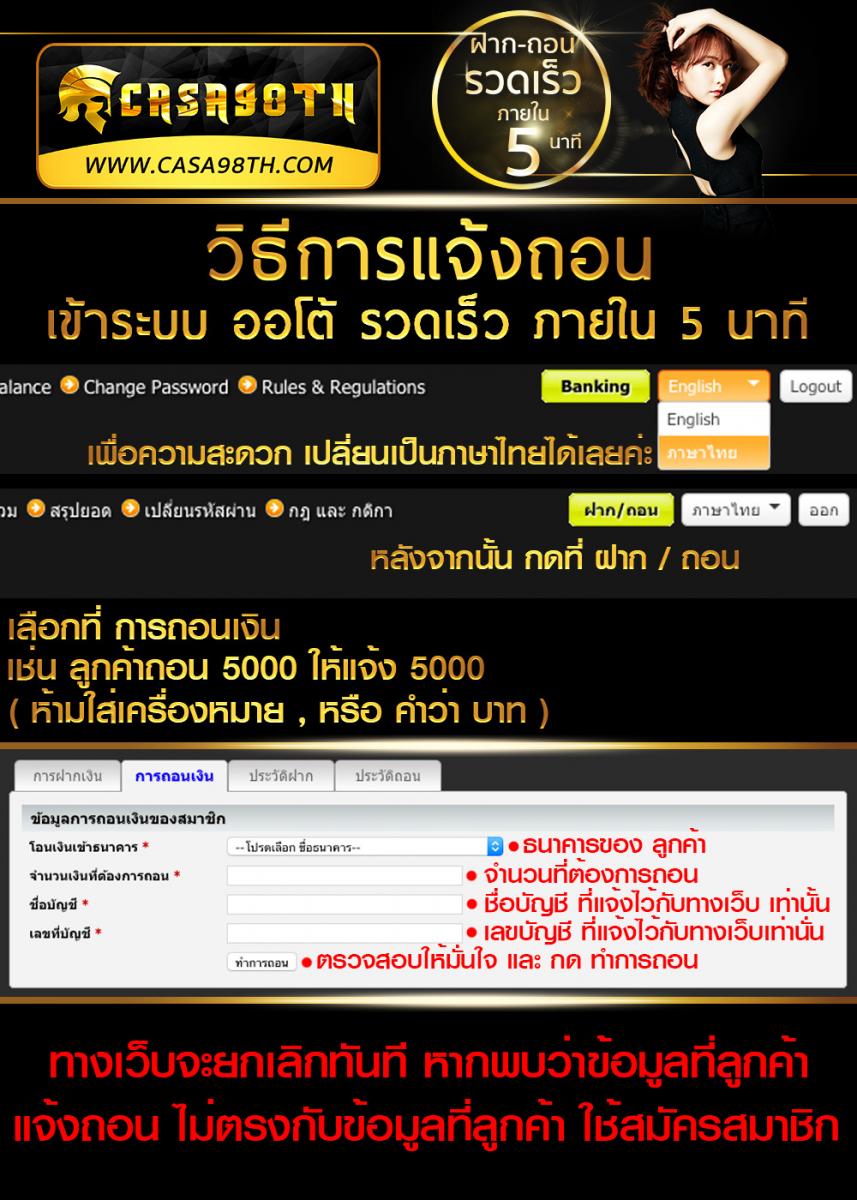 CASA98TH
WWW.CASA98TH.COM
ฝาก-ถอน
รวดเร็ว
ภายใน
5 นาที
วิธีการแจ้งถอน
เข้าระบบ ออโต้ รวดเร็ว ภายใน 5 นาที
alance Change Password Rules & Regulations Banking English Logout
English
ภาษาไทย
เพื่อความสะดวก เปลี่ยนเป็นภาษาไทยได้เลยค่ะ
วม สรุปยอด เปลี่ยนรหัสผ่าน กฎ และ กติกา ฝาก/ถอน ภาษาไทย ออก
หลังจากนั้น กดที่ ฝาก / ถอน
เลือกที่ การถอนเงิน
เช่น ลูกค้าถอน 5000 ให้แจ้ง 5000
( ห้ามใส่เครื่องหมาย , หรือ คำว่า บาท )
การฝากเงิน การถอนเงิน ประวัติฝาก ประวัติถอน
ข้อมูลการถอนเงินของสมาชิก
โอนเงินเข้าธนาคาร * --โปรดเลือก ชื่อธนาคาร-- ● ธนาคารของ ลูกค้า
จำนวนเงินที่ต้องการถอน * ● จำนวนที่ต้องการถอน
ชื่อบัญชี * ● ชื่อบัญชี ที่แจ้งไว้กับทางเว็บ เท่านั้น
เลขที่บัญชี * ● เลขบัญชี ที่แจ้งไว้กับทางเว็บเท่านั่น
ทำการถอน ● ตรวจสอบให้มั่นใจ และ กด ทำการถอน
ทางเว็บจะยกเลิกทันที หากพบว่าข้อมูลที่ลูกค้า
แจ้งถอน ไม่ตรงกับข้อมูลที่ลูกค้า ใช้สมัครสมาชิก